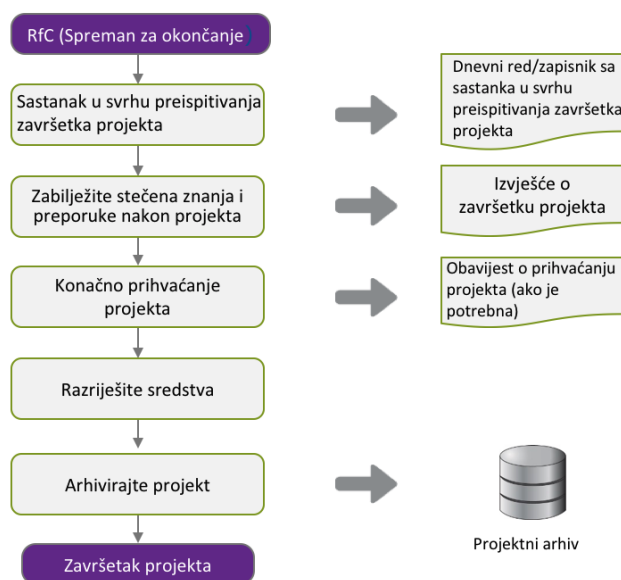 RfC (Spreman za okončanje)
Sastanak u svrhu preispitivanja
završetka projekta
Dnevni red/zapisnik sa
sastanka u svrhu
preispitivanja završetka
projekta
Zabilježite stečena znanja i
preporuke nakon projekta
Izvješće o
završetku projekta
Konačno prihvaćanje
projekta
Obavijest o prihvaćanju
projekta (ako je
potrebna)
Razriješite sredstva
Arhivirajte projekt
Projektni arhiv
Završetak projekta